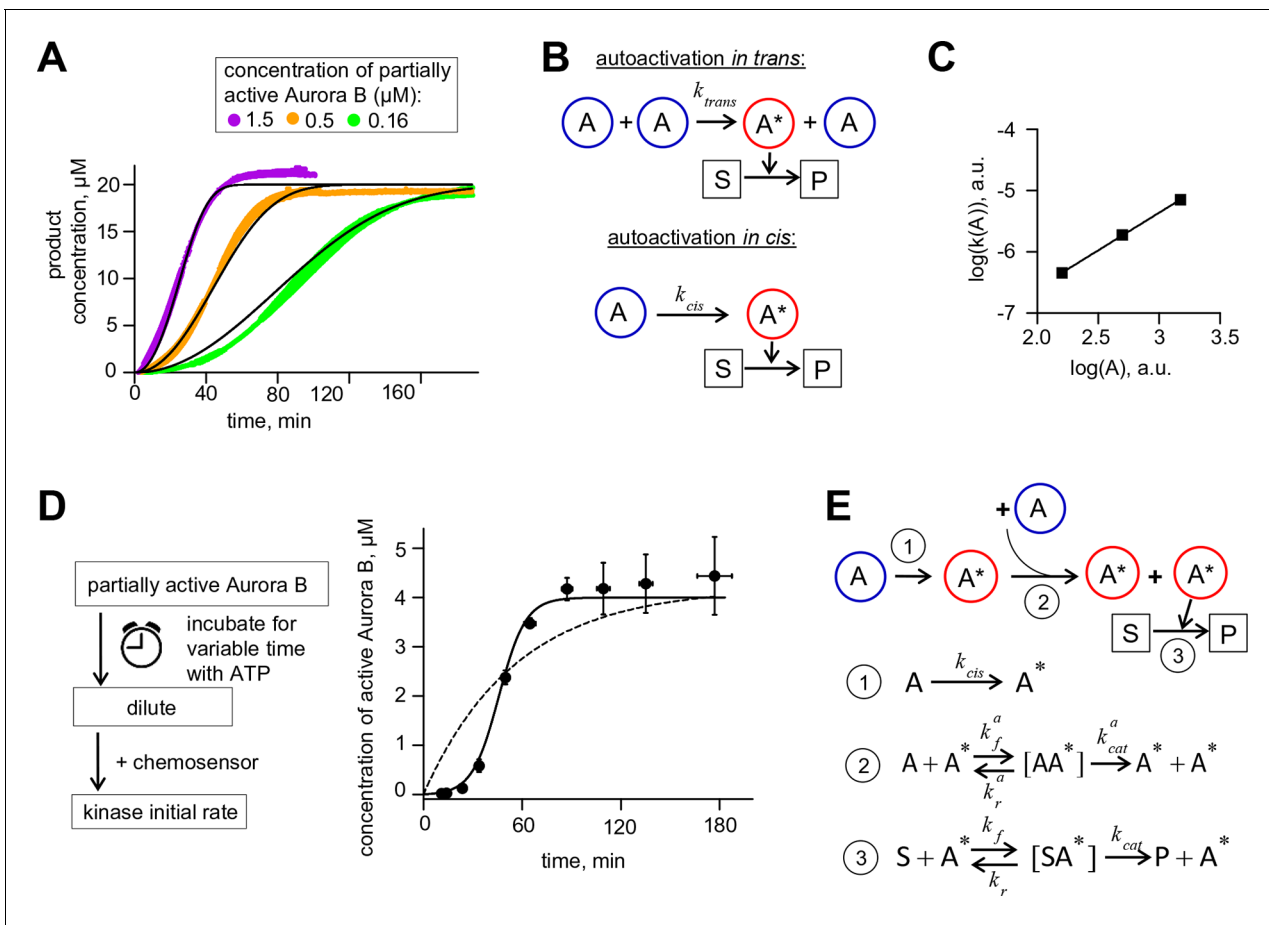 A
concentration of partially
active Aurora B (µM):
1.5 0.5 0.16
product
concentration, µM
20
15
10
5
0
0 40 80 120 160
time, min
B
autoactivation in trans:
k_trans
A + A A* + A
S P
autoactivation in cis:
k_cis
A A*
S P
C
log(k(A)), a.u.
-4
-5
-6
-7
2.0 2.5 3 3.5
log(A), a.u.
D
partially active Aurora B
incubate for
variable time
with ATP
dilute
+ chemosensor
kinase initial rate
concentration of active Aurora B, µM
5
4
3
2
1
0
0 60 120 180
time, min
E
+ A
1
A A* A* + A*
2
S P
3
1 A k_cis A*
2 A + A* k_f^a k_r^a [AA*] k_cat^a A* + A*
3 S + A* k_f k_r [SA*] k_cat P + A*